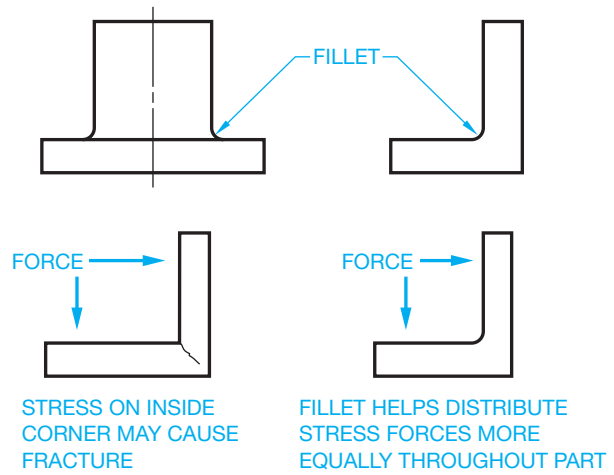 FILLET
FORCE
FORCE
STRESS ON INSIDE
CORNER MAY CAUSE
FRACTURE
FILLET HELPS DISTRIBUTE
STRESS FORCES MORE
EQUALLY THROUGHOUT PART